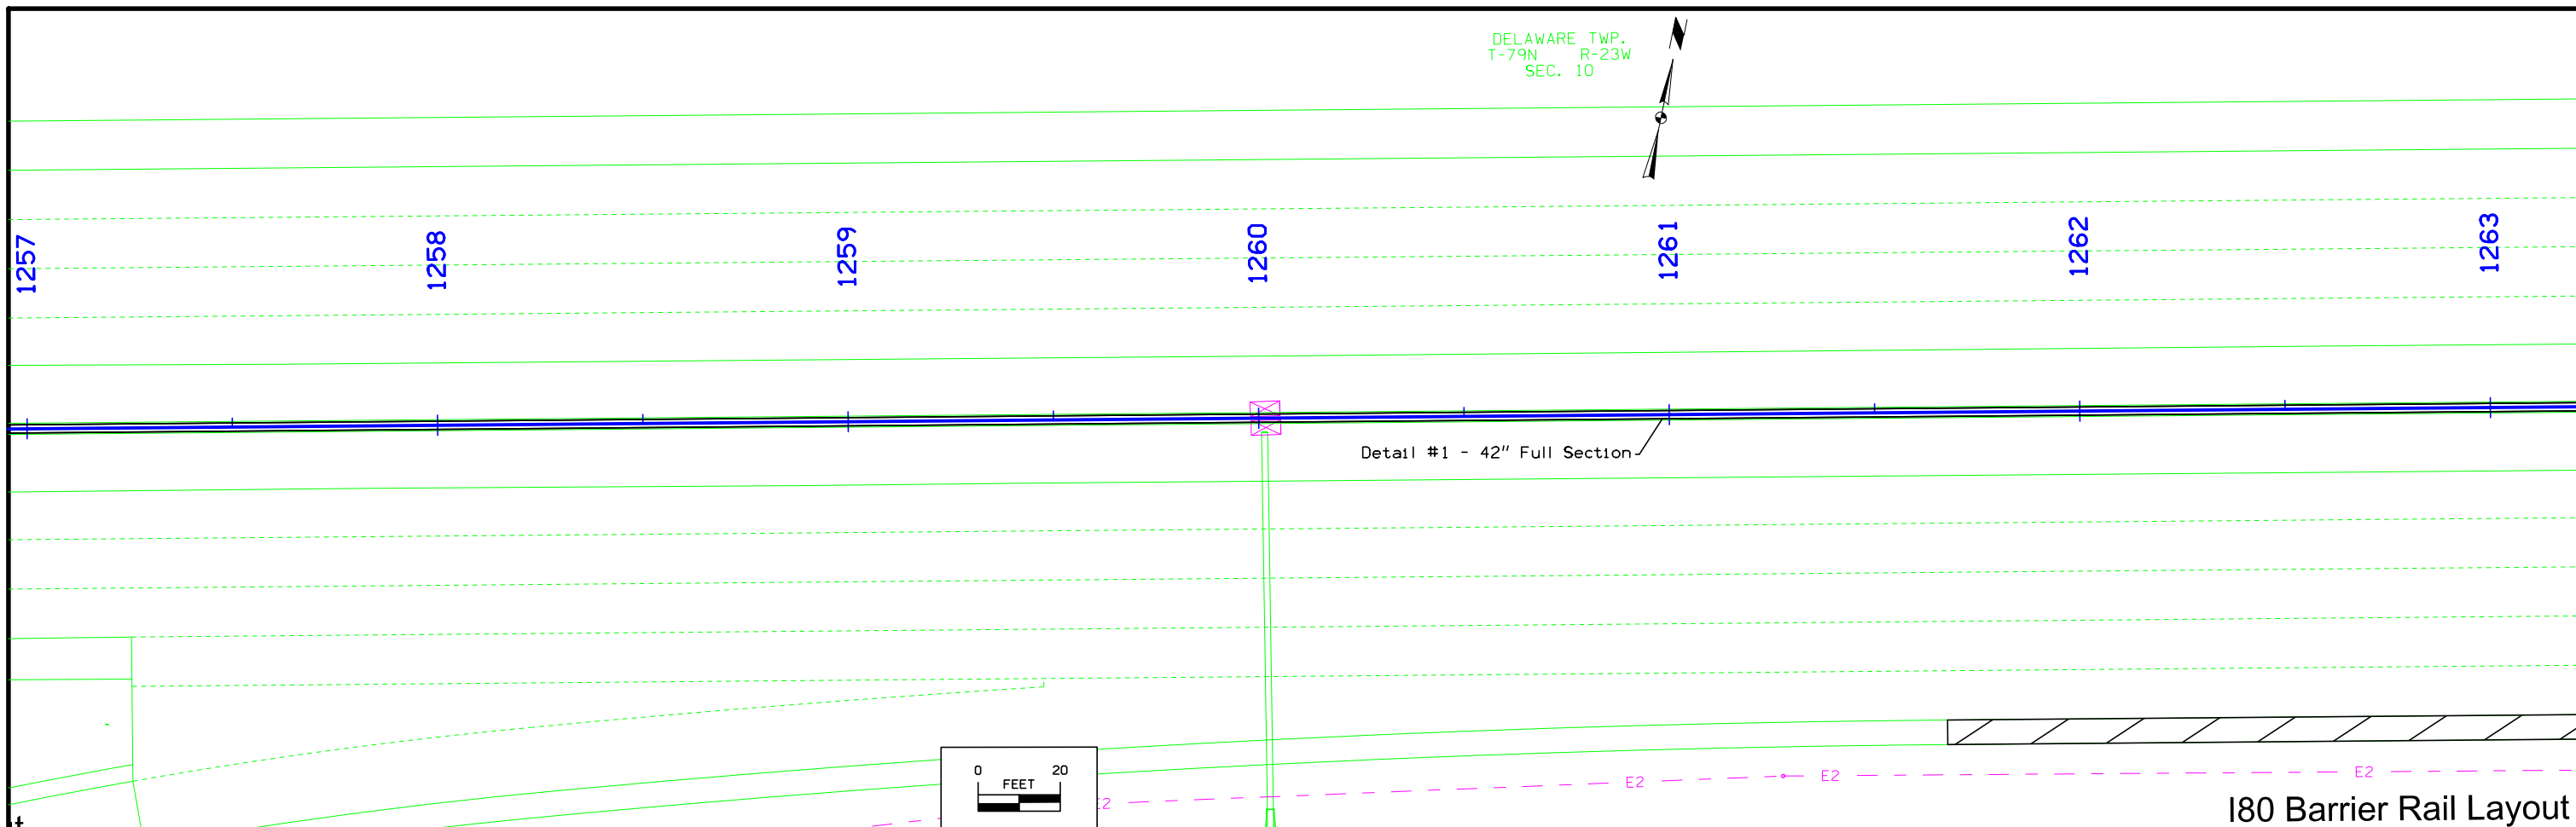 DELAWARE TWP.
T-79N R-23W
SEC. 10
1257
1258
1259
1260
1261
1262
1263
Detail #1 - 42" Full Section
0 20
FEET
E2
E2
E2
E2
I80 Barrier Rail Layout